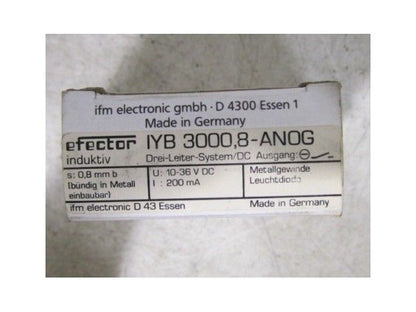 ifm electronic gmbh · D 4300 Essen 1
Made in Germany
efector IYB 3000,8-ANOG
induktiv Drei-Leiter-System/DC Ausgang:
s: 0,8 mm b U: 10-36 V DC Metallgewinde
(bündig in Metall I : 200 mA Leuchtdiode
einbaubar)
ifm electronic D 43 Essen Made in Germany